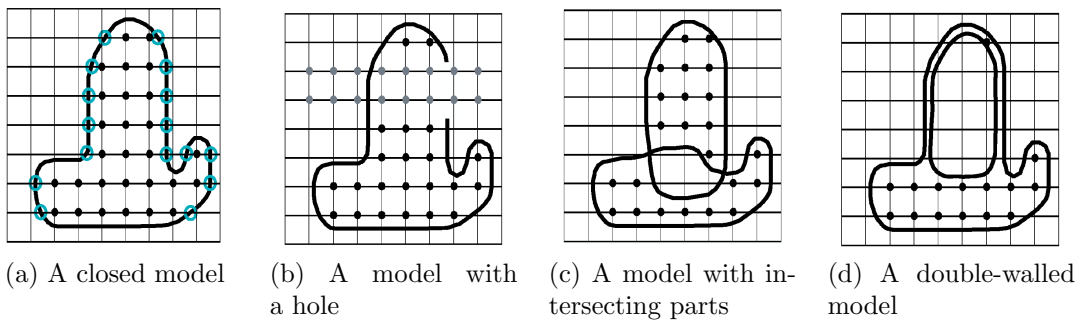 (a) A closed model
(b) A model with
a hole
(c) A model with in-
tersecting parts
(d) A double-walled
model